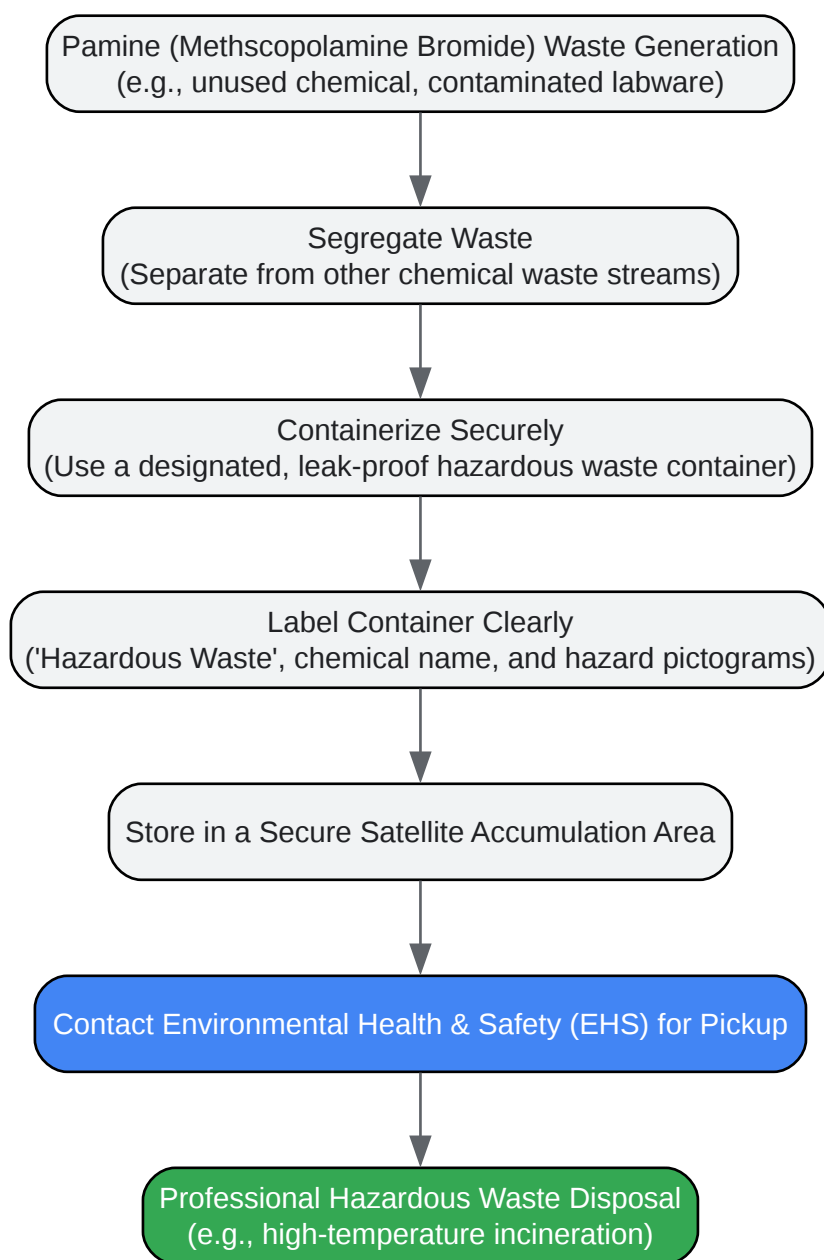 Pamine (Methscopolamine Bromide) Waste Generation
(e.g., unused chemical, contaminated labware)
Segregate Waste
(Separate from other chemical waste streams)
Containerize Securely
(Use a designated, leak-proof hazardous waste container)
Label Container Clearly
('Hazardous Waste', chemical name, and hazard pictograms)
Store in a Secure Satellite Accumulation Area
Contact Environmental Health & Safety (EHS) for Pickup
Professional Hazardous Waste Disposal
(e.g., high-temperature incineration)